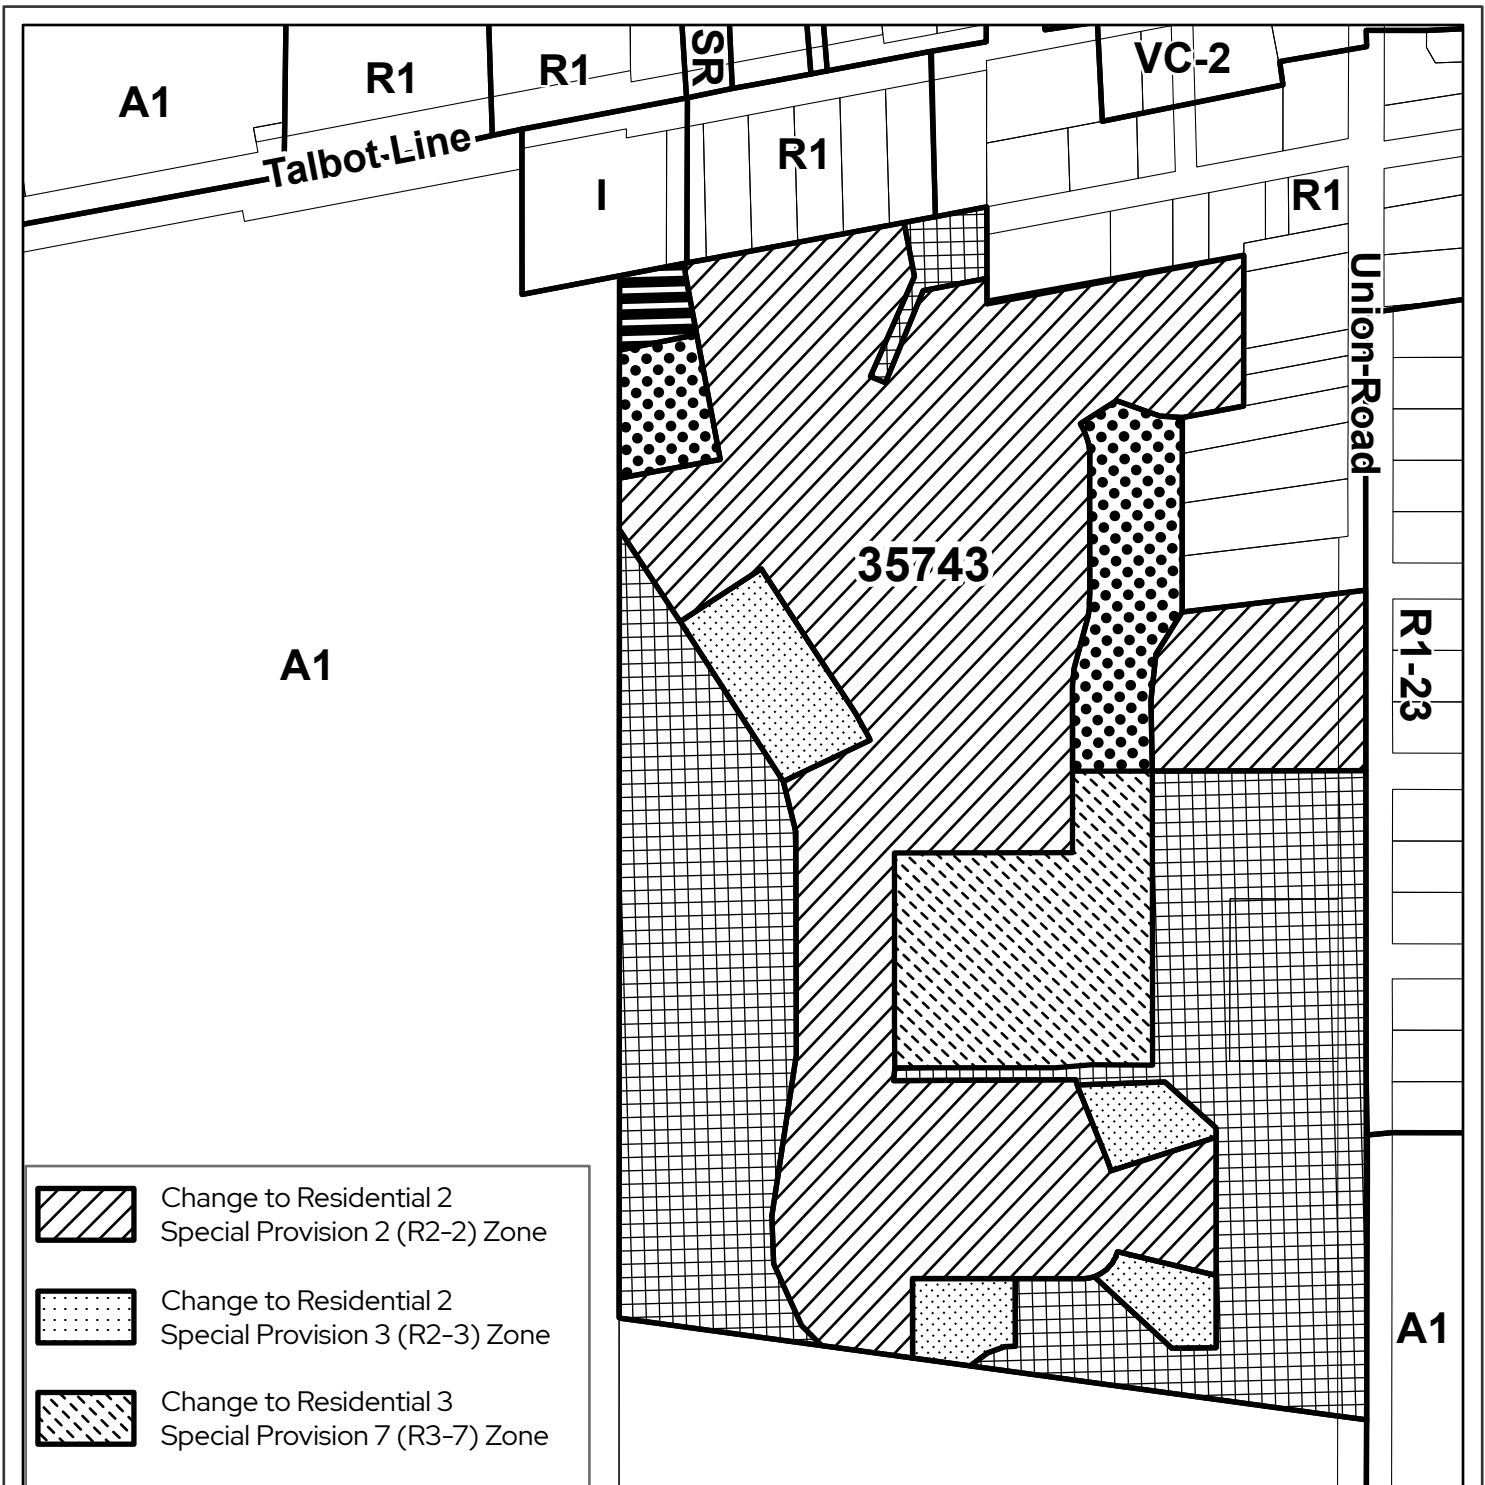 SR
VC-2
R1
R1
A1
Talbot-Line
R1
I
R1
Union-Road
35743
A1
R1-23
Change to Residential 2
Special Provision 2 (R2-2) Zone
Change to Residential 2
Special Provision 3 (R2-3) Zone
A1
Change to Residential 3
Special Provision 7 (R3-7) Zone